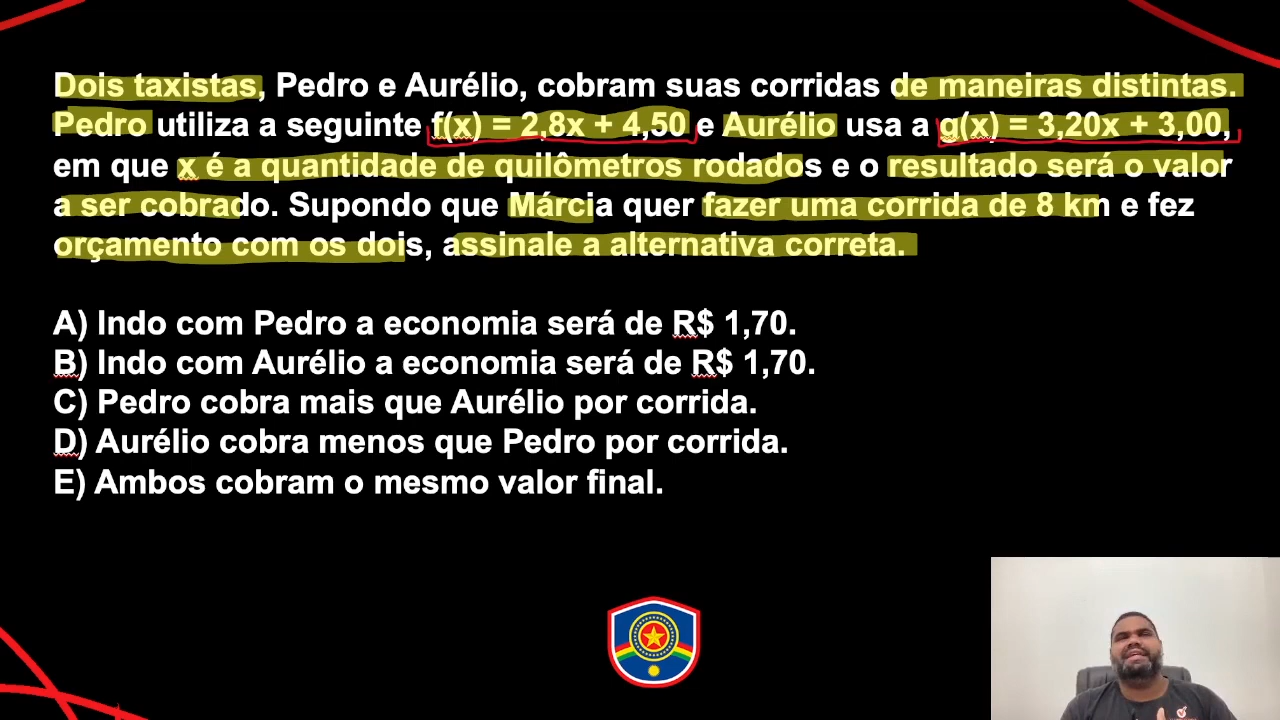 Dois taxistas, Pedro e Aurélio, cobram suas corridas de maneiras distintas.
Pedro utiliza a seguinte f(x) = 2,8x + 4,50 e Aurélio usa a g(x) = 3,20x + 3,00,
em que x é a quantidade de quilômetros rodados e o resultado será o valor
a ser cobrado. Supondo que Márcia quer fazer uma corrida de 8 km e fez
orçamento com os dois, assinale a alternativa correta.
A) Indo com Pedro a economia será de R$ 1,70.
B) Indo com Aurélio a economia será de R$ 1,70.
C) Pedro cobra mais que Aurélio por corrida.
D) Aurélio cobra menos que Pedro por corrida.
E) Ambos cobram o mesmo valor final.